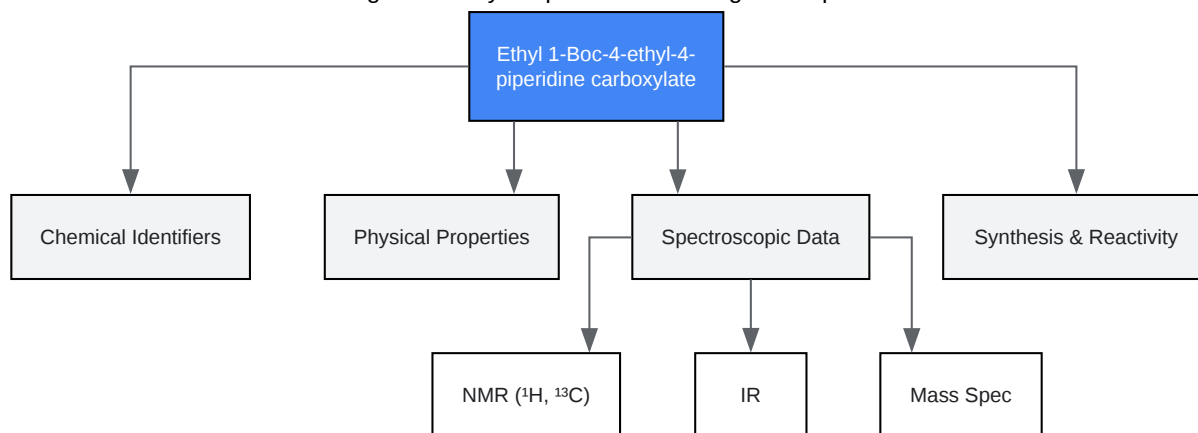 Ethyl 1-Boc-4-ethyl-4-
piperidine carboxylate
Chemical Identifiers
Physical Properties
Spectroscopic Data
Synthesis & Reactivity
NMR (¹H, ¹³C)
IR
Mass Spec